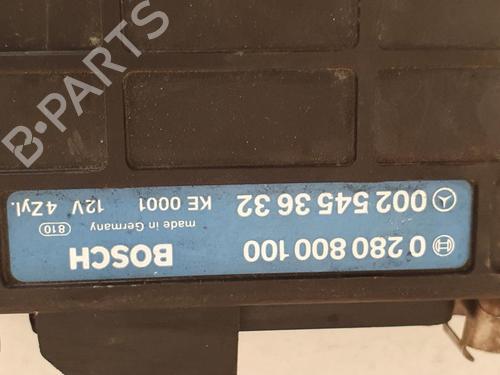 0 280 800 100 BOSCH
made in Germany 810
002 545 36 32 KE 0001 12V 4Zyl.
B-PARTS